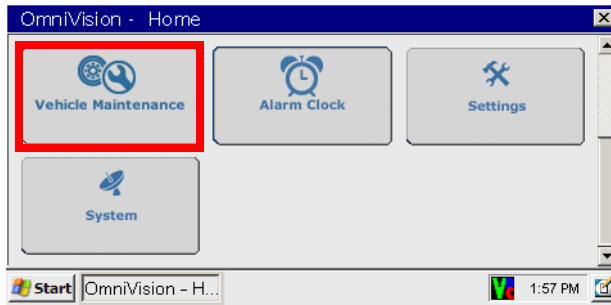 OmniVision - Home
Vehicle Maintenance
Alarm Clock
Settings
System
Start
OmniVision - H...
1:57 PM